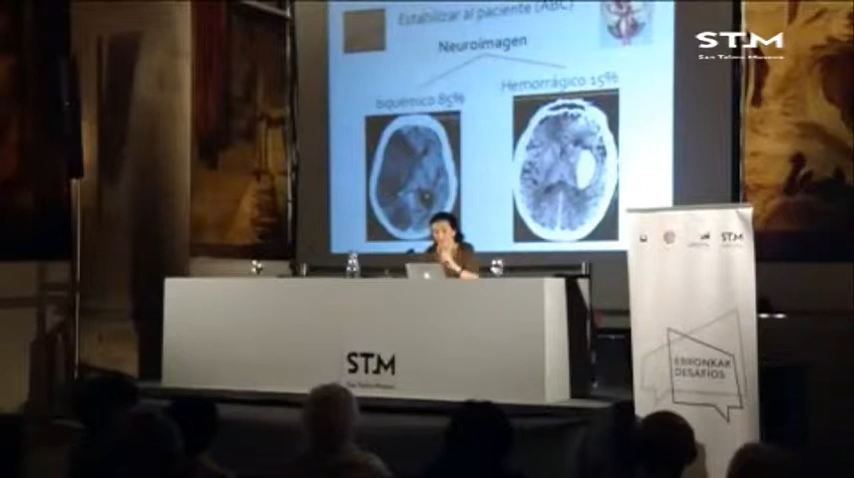 Estabilizar al paciente (ABC)
STM
San Telmo Museoa
Neuroimagen
Isquémico 85%
Hemorrágico 15%
STM
ERRONKAK
DESAFÍOS
STM
San Telmo Museoa